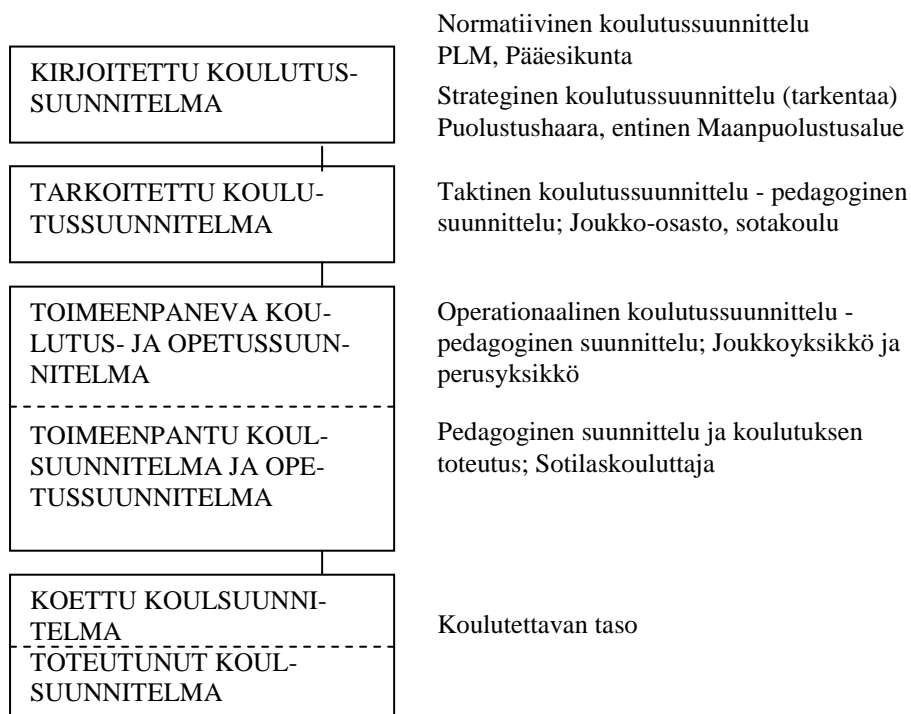 Normatiivinen koulutussuunnittelu
PLM, Pääesikunta
KIRJOITETTU KOULUTUS-
SUUNNITELMA
Strateginen koulutussuunnittelu (tarkentaa)
Puolustushaara, entinen Maanpuolustusalue
TARKOITETTU KOULU-
TUSSUUNNITELMA
Taktinen koulutussuunnittelu - pedagoginen
suunnittelu; Joukko-osasto, sotakoulu
TOIMEENPANEVA KOU-
LUTUS- JA OPETUSSUUN-
NITELMA
Operationaalinen koulutussuunnittelu -
pedagoginen suunnittelu; Joukkoyksikkö ja
perusyksikkö
TOIMEENPANTU KOUL-
SUUNNITELMA JA OPE-
TUSSUUNNITELMA
Pedagoginen suunnittelu ja koulutuksen
toteutus; Sotilaskouluttaja
KOETTU KOULSUUNNI-
TELMA
Koulutettavan taso
TOTEUTUNUT KOUL-
SUUNNITELMA